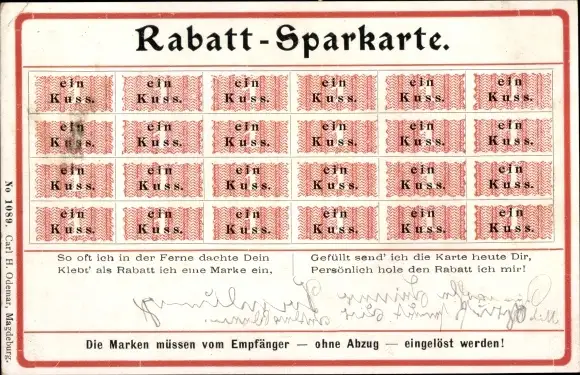 Rabatt-Sparkarte.
ein ein ein ein ein ein
Kuss. Kuss. Kuss. Kuss. Kuss. Kuss.
ein ein ein ein ein ein
Kuss. Kuss. Kuss. Kuss. Kuss. Kuss.
ein ein ein ein ein ein
Kuss. Kuss. Kuss. Kuss. Kuss. Kuss.
ein ein ein ein ein ein
Kuss. Kuss. Kuss. Kuss. Kuss. Kuss.
So oft ich in der Ferne dachte Dein
Klebt' als Rabatt ich eine Marke ein,
Gefüllt send' ich die Karte heute Dir,
Persönlich hole den Rabatt ich mir!
Die Marken müssen vom Empfänger — ohne Abzug — eingelöst werden!
No 1089. Carl H. Odemar, Magdeburg.